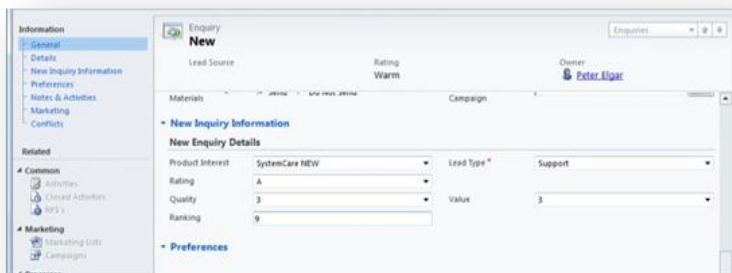 Information
General
Details
New Inquiry Information
Preferences
Notes & Activities
Marketing
Conflicts
Related
Common
Activities
Closed Activities
RFS's
Marketing
Marketing Lists
Campaigns
Enquiry
New
Enquiries
Lead Source Rating Owner
Warm Peter Elgar
Materials Send Do Not Send Campaign
New Inquiry Information
New Enquiry Details
Product Interest SystemCare NEW Lead Type * Support
Rating A
Quality 3 Value 3
Ranking 9
Preferences